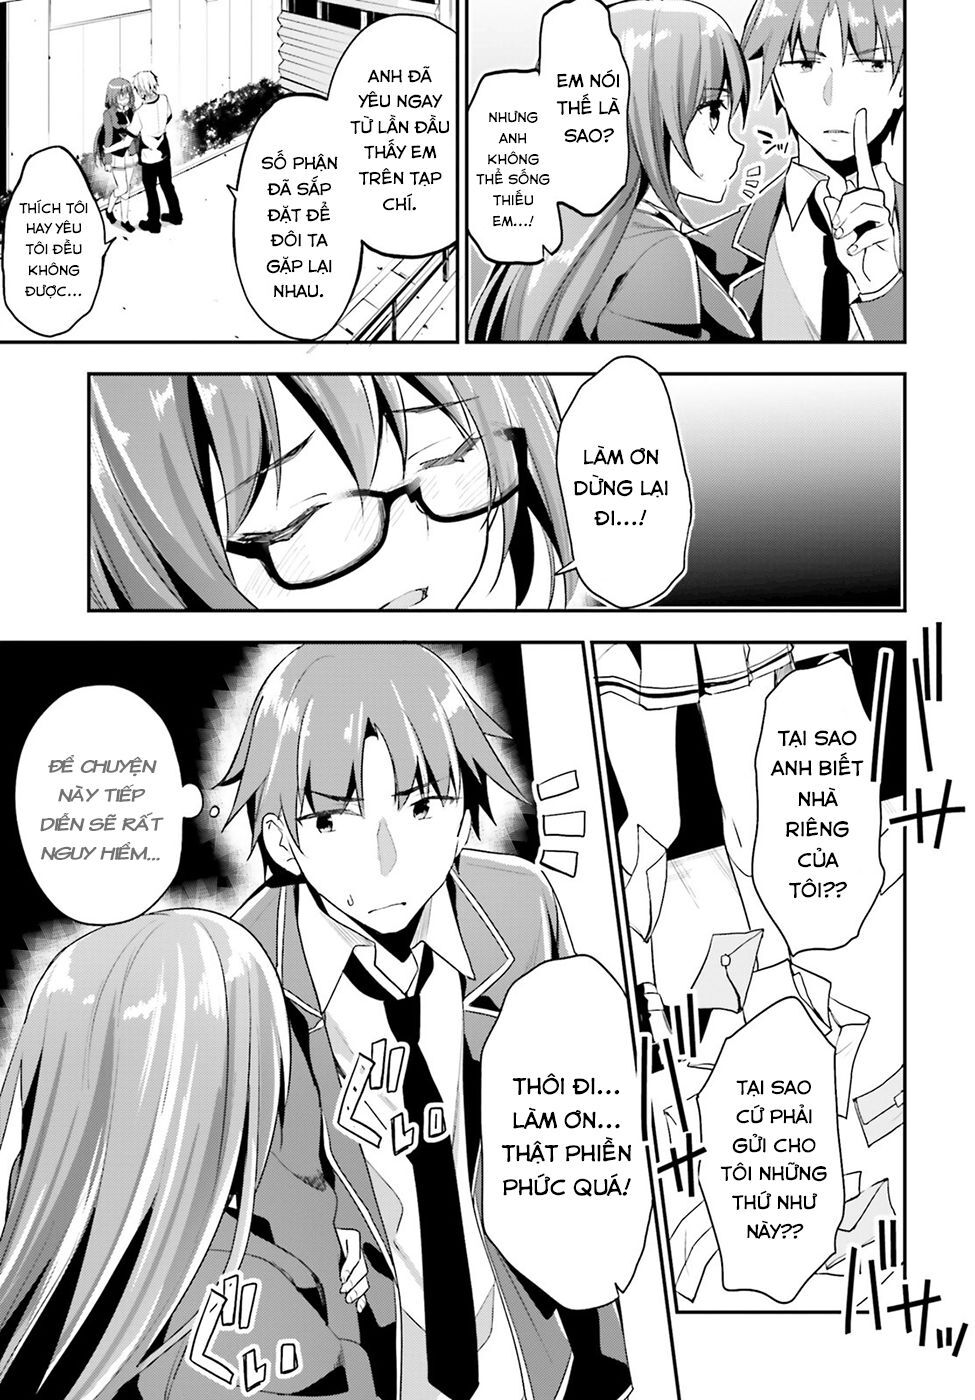 EM NÓI
THẾ LÀ
SAO?
NHƯNG
ANH
KHÔNG
THỂ SỐNG
THIẾU
EM...!
ANH ĐÃ
YÊU NGAY
TỪ LẦN ĐẦU
THẤY EM
TRÊN TẠP
CHÍ.
SỐ PHẬN
ĐÃ SẮP
ĐẶT ĐỂ
ĐÔI TA
GẶP LẠI
NHAU.
THÍCH TÔI
HAY YÊU
TÔI ĐỀU
KHÔNG
ĐƯỢC...
LÀM ƠN
DỪNG LẠI
ĐI...!
TẠI SAO
ANH BIẾT
NHÀ
RIÊNG
CỦA
TÔI??
TẠI SAO
CỨ PHẢI
GỬI CHO
TÔI NHỮNG
THỨ NHƯ
NÀY??
ĐỂ CHUYỆN
NÀY TIẾP
DIỄN SẼ RẤT
NGUY HIỂM...
THÔI ĐI...
LÀM ƠN...
THẬT PHIỀN
PHỨC QUÁ!